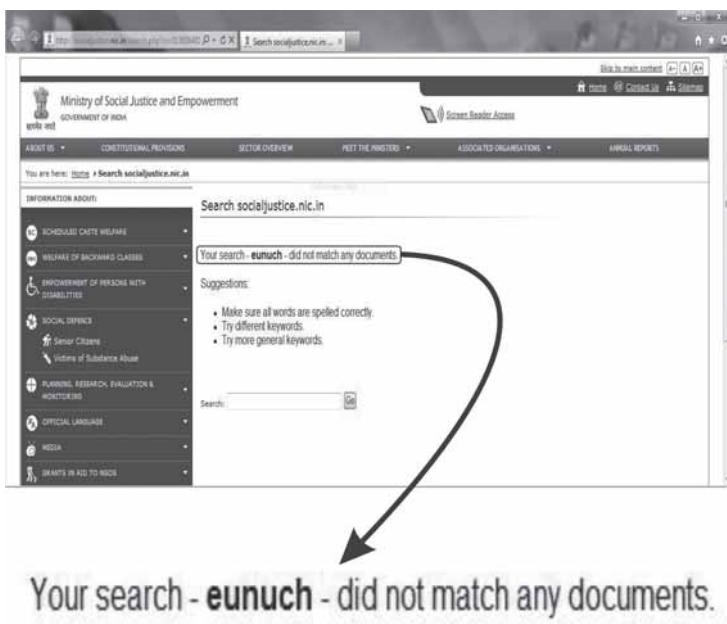 Search socialjustice.nic.in ...
Skip to main content A- A A+
Home Contact Us Sitemap
Ministry of Social Justice and Empowerment
GOVERNMENT OF INDIA
सत्यमेव जयते
Screen Reader Access
ABOUT US CONSTITUTIONAL PROVISIONS SECTOR OVERVIEW MEET THE MINISTERS ASSOCIATED ORGANISATIONS ANNUAL REPORTS
You are here: Home › Search socialjustice.nic.in
INFORMATION ABOUT:
SC SCHEDULED CASTE WELFARE
WELFARE OF BACKWARD CLASSES
EMPOWERMENT OF PERSONS WITH
DISABILITIES
SOCIAL DEFENCE
Senior Citizens
Victims of Substance Abuse
PLANNING, RESEARCH, EVALUATION &
MONITORING
OFFICIAL LANGUAGE
MEDIA
GRANTS IN AID TO NGOS
Search socialjustice.nic.in
Your search - eunuch - did not match any documents.
Suggestions:
• Make sure all words are spelled correctly.
• Try different keywords.
• Try more general keywords.
Search: Go
Your search - eunuch - did not match any documents.